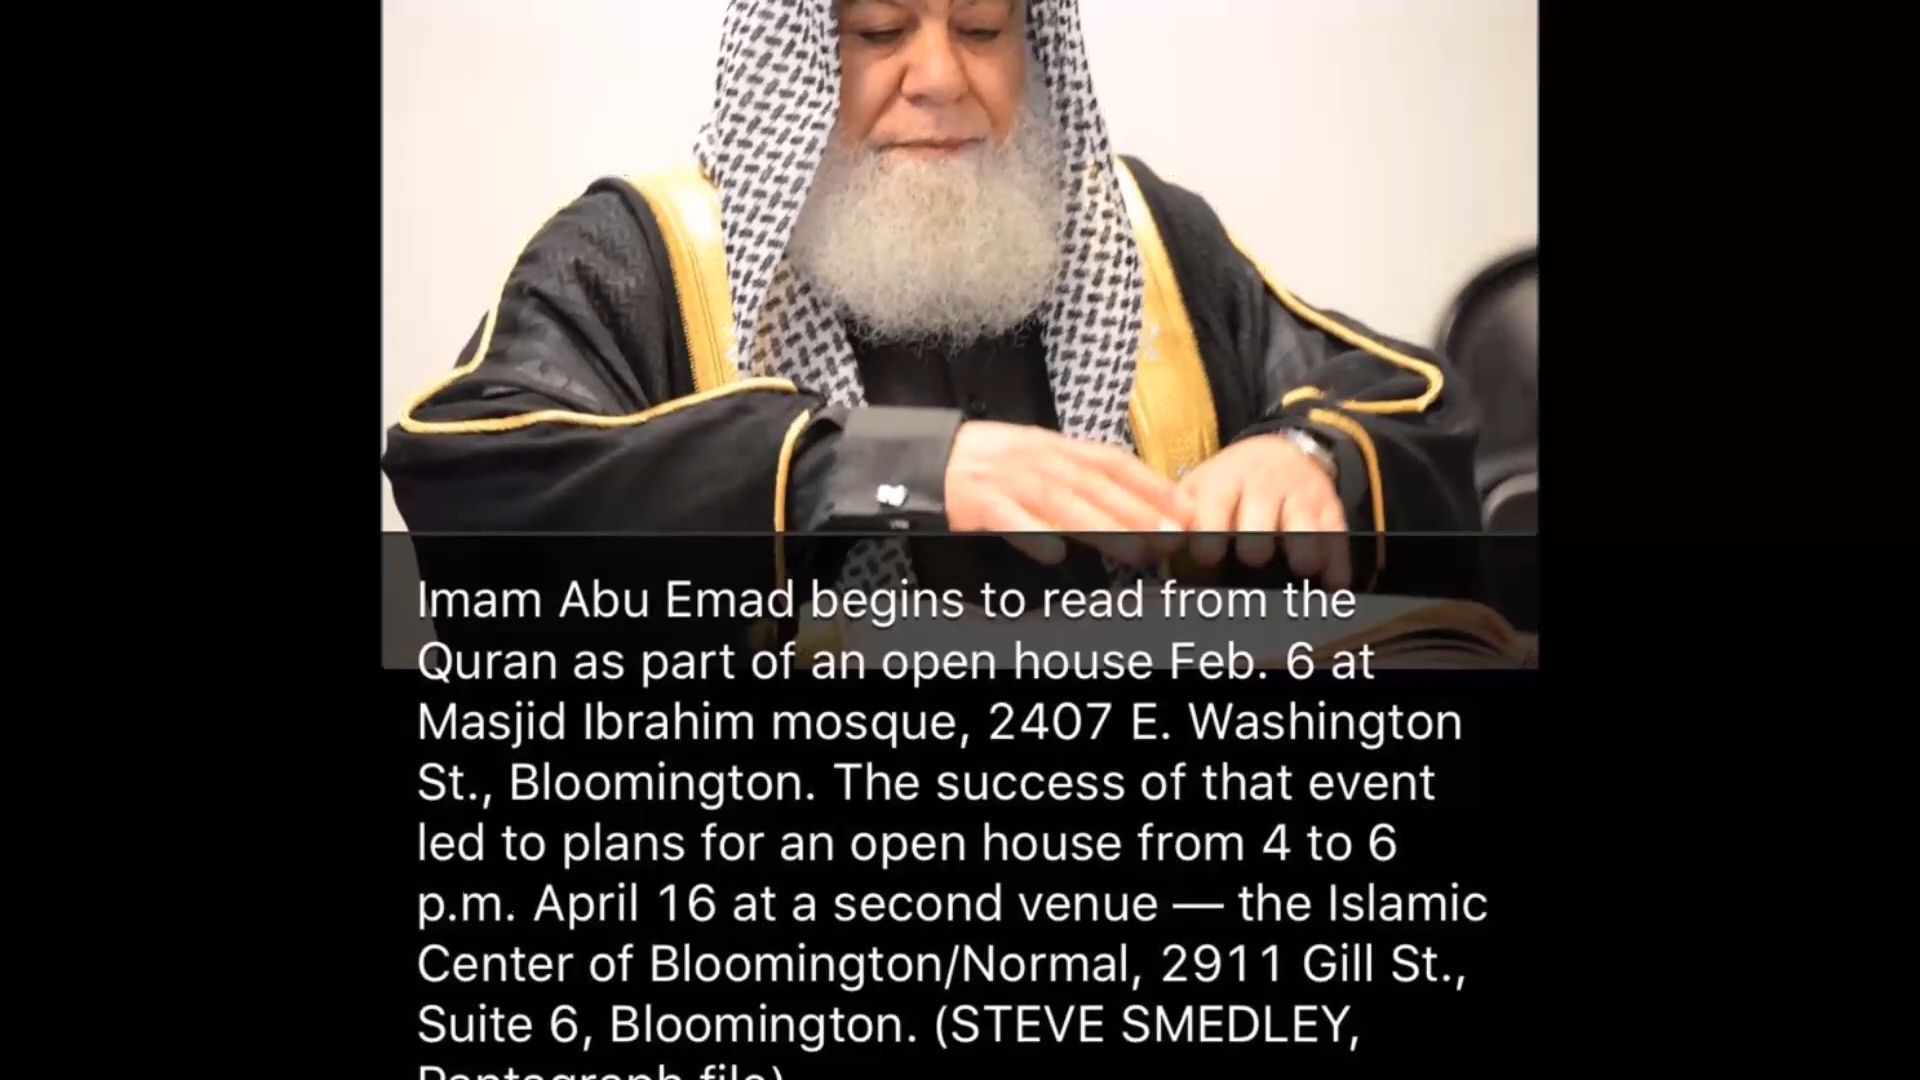 Imam Abu Emad begins to read from the
Quran as part of an open house Feb. 6 at
Masjid Ibrahim mosque, 2407 E. Washington
St., Bloomington. The success of that event
led to plans for an open house from 4 to 6
p.m. April 16 at a second venue — the Islamic
Center of Bloomington/Normal, 2911 Gill St.,
Suite 6, Bloomington. (STEVE SMEDLEY,
Pantagraph file)